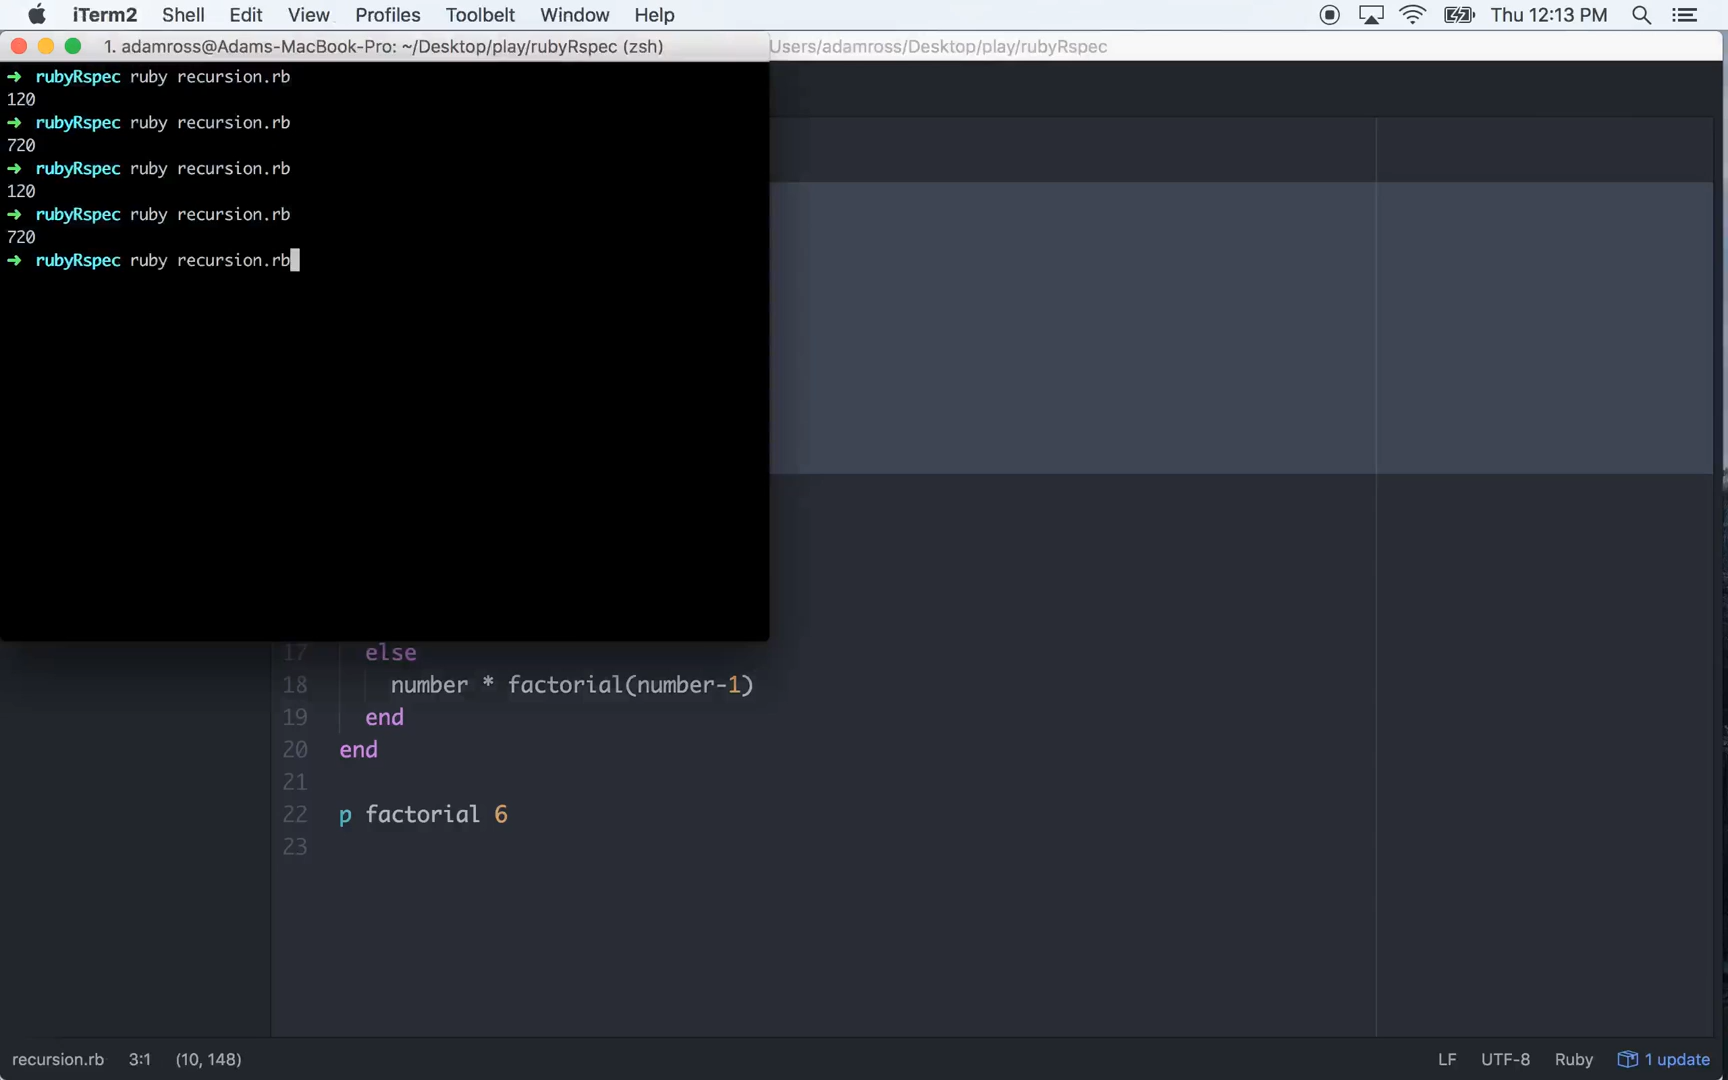 iTerm2 Shell Edit View Profiles Toolbelt Window Help Thu 12:13 PM
1. adamross@Adams-MacBook-Pro: ~/Desktop/play/rubyRspec (zsh) Users/adamross/Desktop/play/rubyRspec
➜ rubyRspec ruby recursion.rb
120
➜ rubyRspec ruby recursion.rb
720
➜ rubyRspec ruby recursion.rb
120
➜ rubyRspec ruby recursion.rb
720
➜ rubyRspec ruby recursion.rb
17 else
18 number * factorial(number-1)
19 end
20 end
21
22 p factorial 6
23
recursion.rb 3:1 (10, 148) LF UTF-8 Ruby 1 update